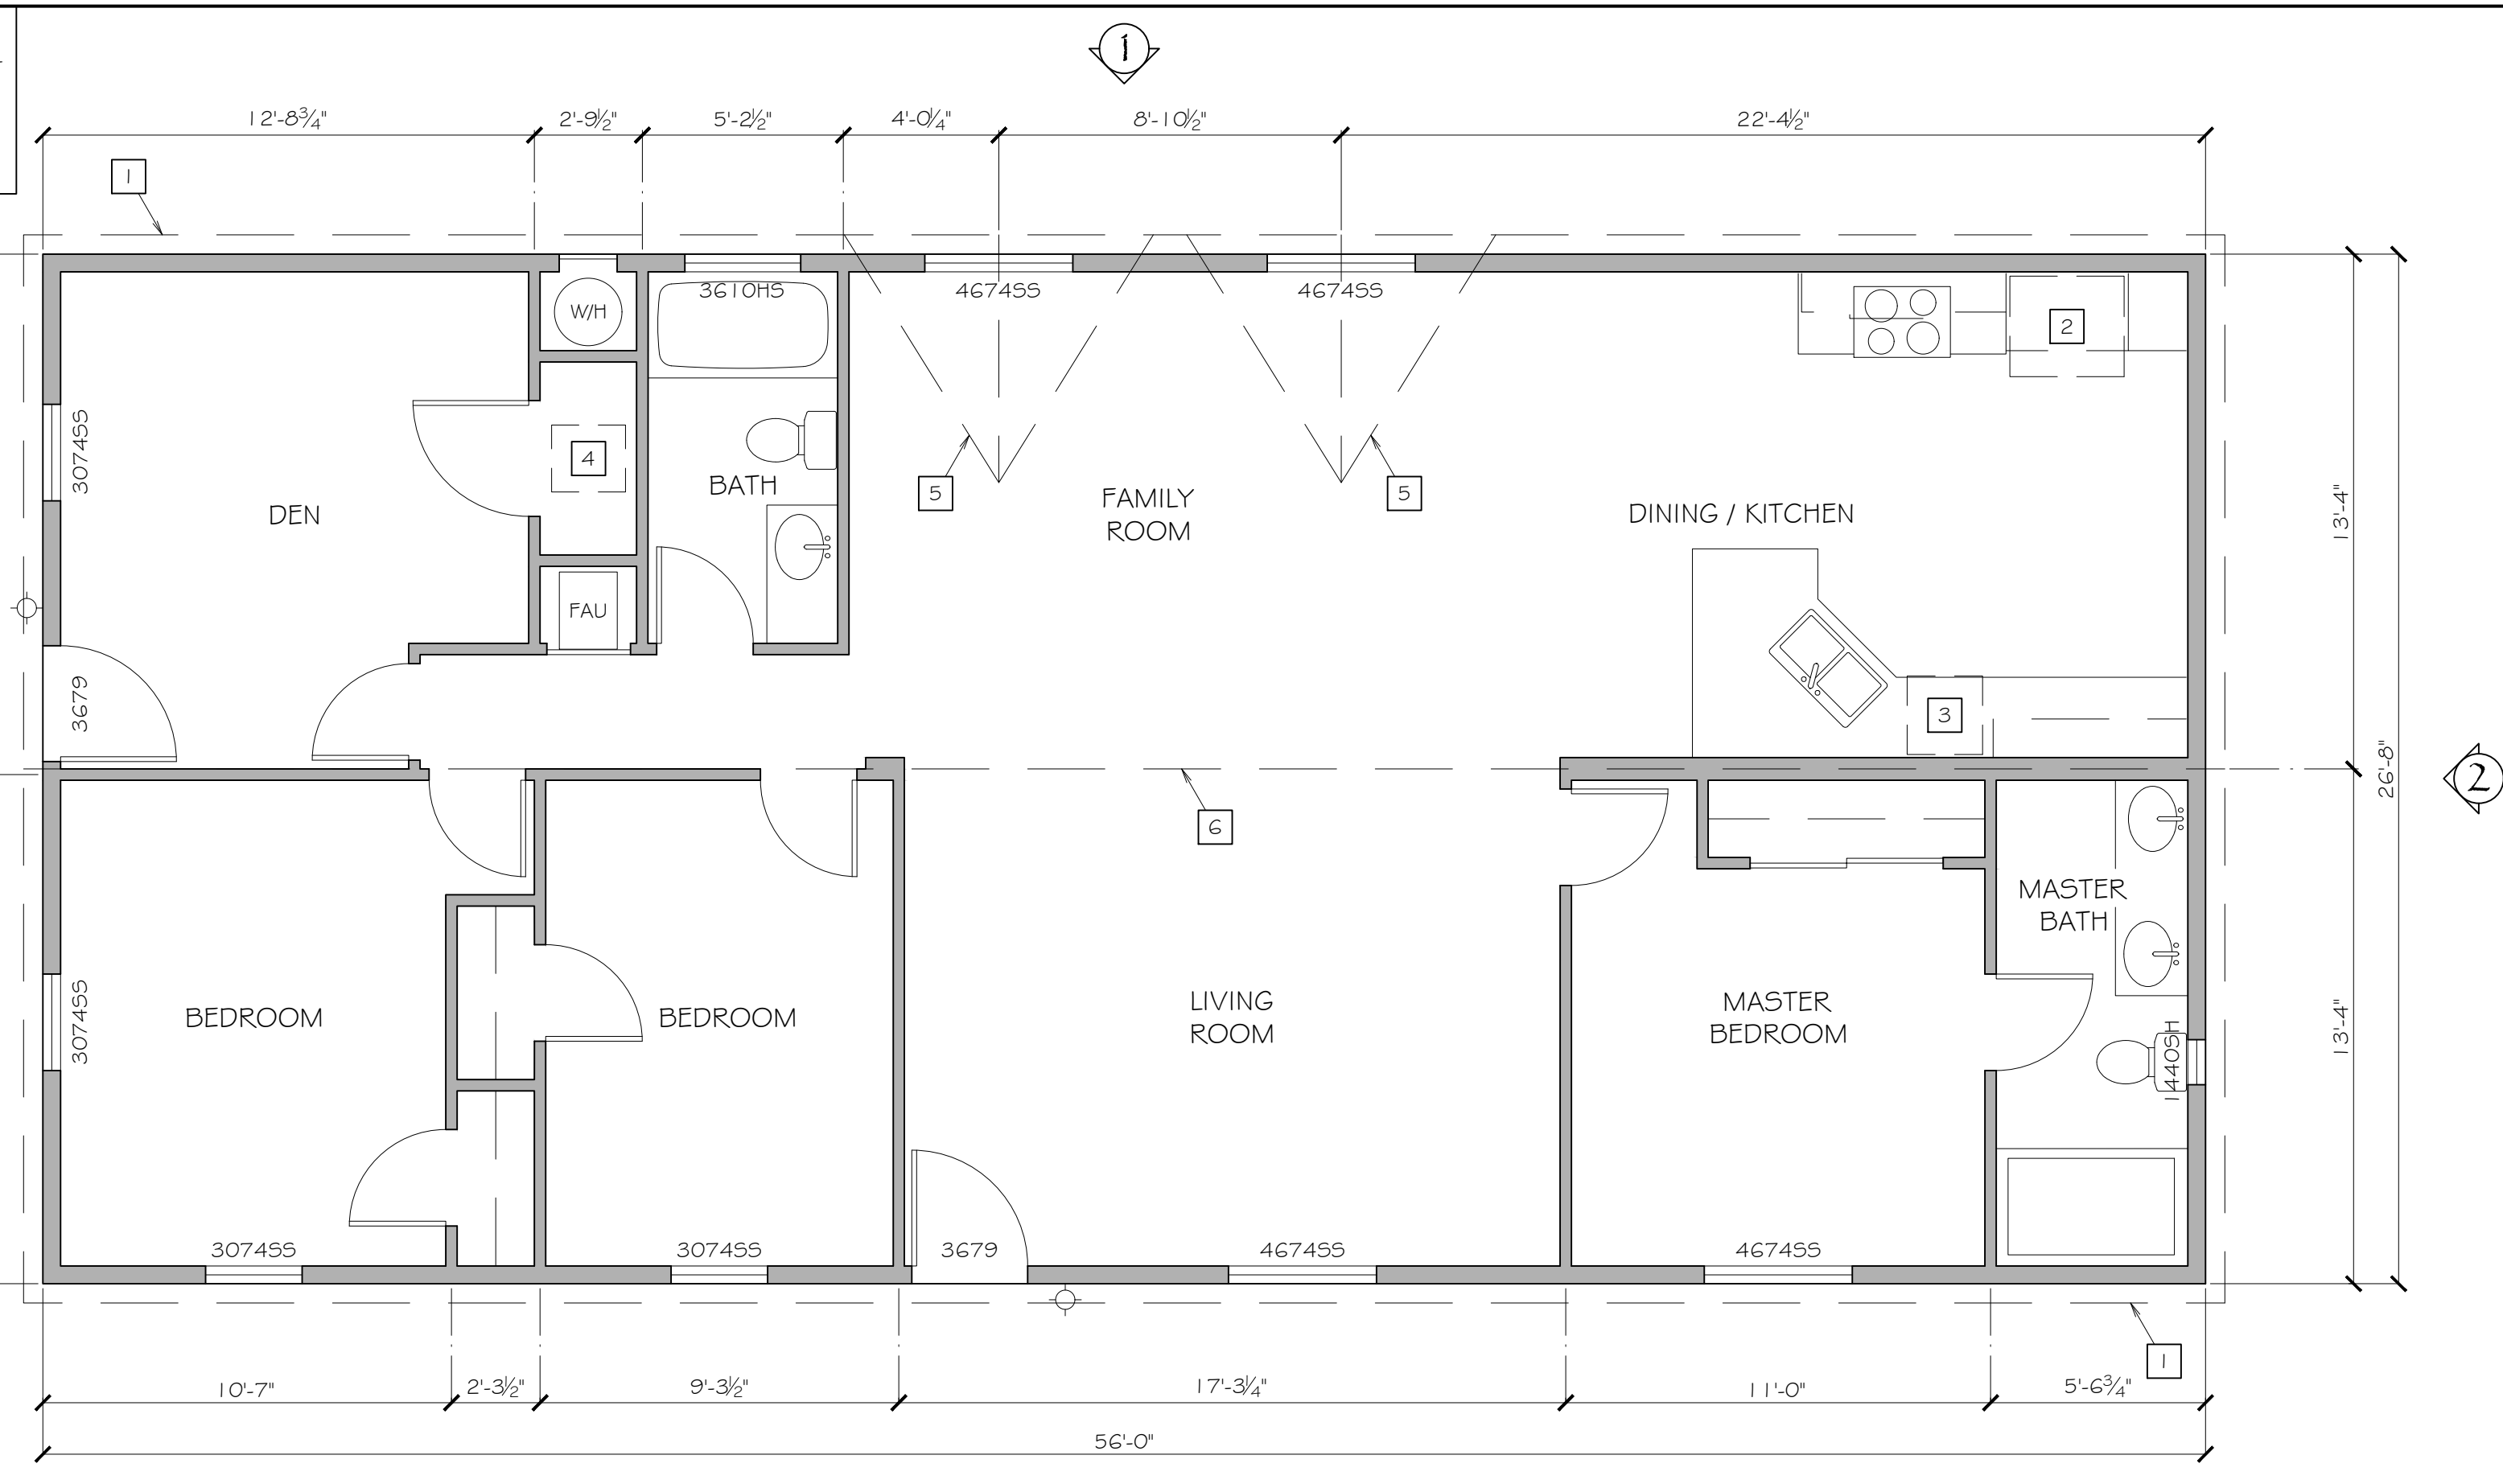 1
12'-8¾"
2'-9½"
5'-2½"
4'-0¼"
8'-10½"
22'-4½"
1
3610HS
4674SS
4674SS
W/H
2
3074SS
4
BATH
5
5
FAMILY
ROOM
DEN
DINING / KITCHEN
13'-4"
FAU
3679
3
26'-8"
2
6
MASTER
BATH
BEDROOM
BEDROOM
LIVING
ROOM
MASTER
BEDROOM
3074SS
1440SH
13'-4"
3074SS
3074SS
3679
4674SS
4674SS
1
10'-7"
2'-3½"
9'-3½"
17'-3¼"
11'-0"
5'-6¾"
56'-0"